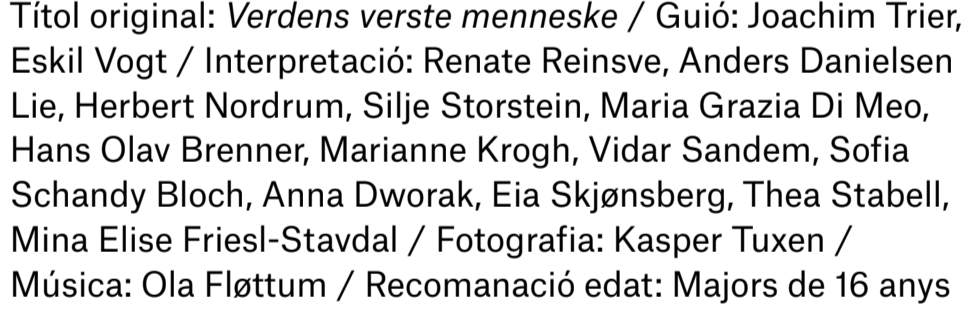 Títol original: Verdens verste menneske / Guió: Joachim Trier,
Eskil Vogt / Interpretació: Renate Reinsve, Anders Danielsen
Lie, Herbert Nordrum, Silje Storstein, Maria Grazia Di Meo,
Hans Olav Brenner, Marianne Krogh, Vidar Sandem, Sofia
Schandy Bloch, Anna Dworak, Eia Skjønsberg, Thea Stabell,
Mina Elise Friesl-Stavdal / Fotografia: Kasper Tuxen /
Música: Ola Fløttum / Recomanació edat: Majors de 16 anys